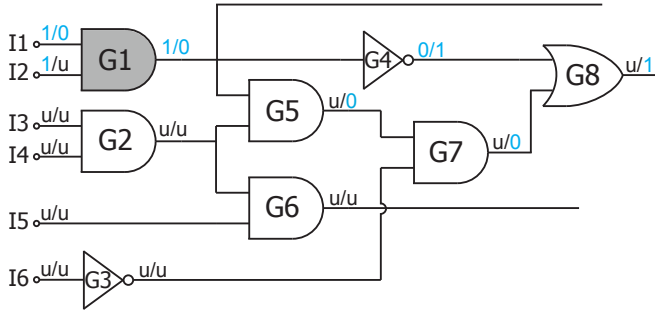 I1 1/0
I2 1/u
G1 1/0
G4 0/1
G8 u/1
I3 u/u
I4 u/u
G2 u/u
G5 u/0
G7 u/0
G6 u/u
I5 u/u
I6 u/u
G3 u/u